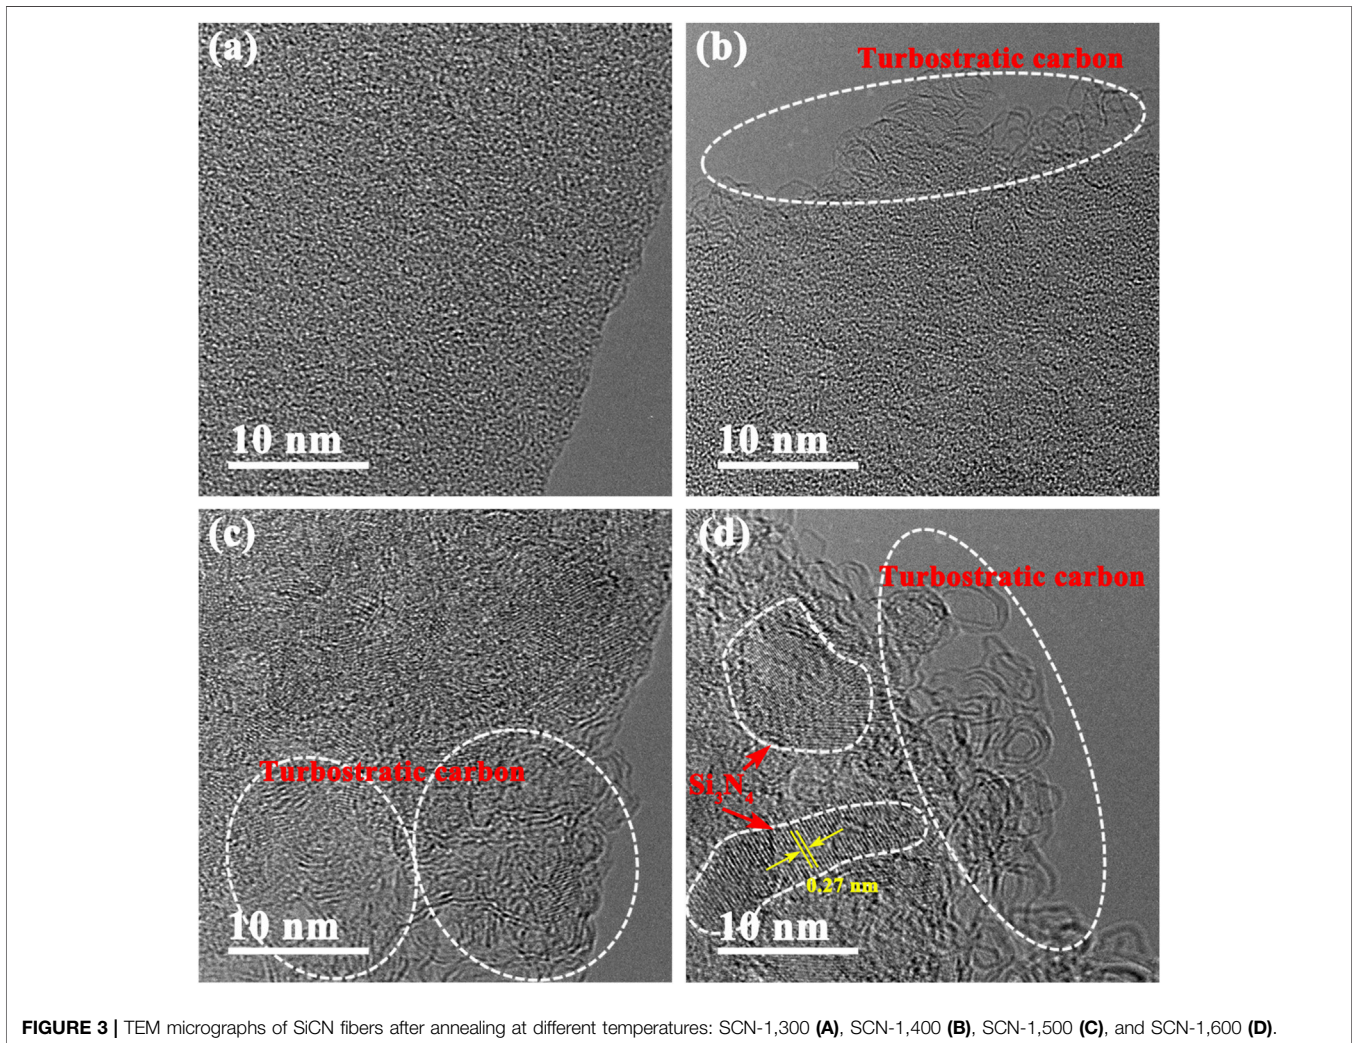 (a)
10 nm
(b)
Turbostratic carbon
10 nm
(c)
Turbostratic carbon
10 nm
(d)
Turbostratic carbon
Si₃N₄
0.27 nm
10 nm
FIGURE 3 | TEM micrographs of SiCN fibers after annealing at different temperatures: SCN-1,300 (A), SCN-1,400 (B), SCN-1,500 (C), and SCN-1,600 (D).